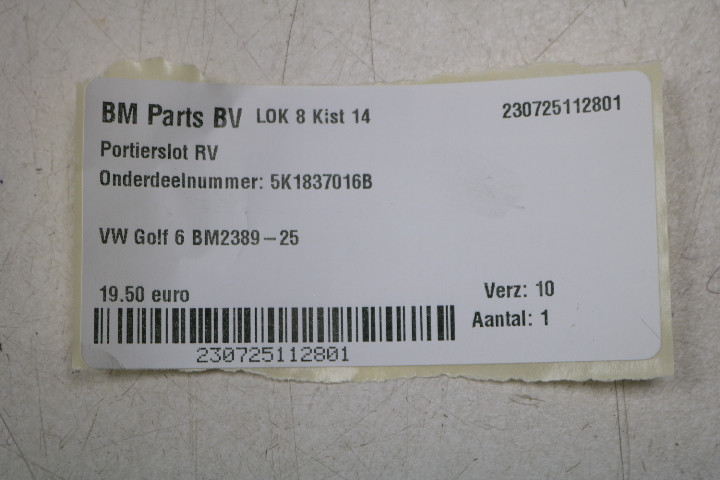 BM Parts BV LOK 8 Kist 14 230725112801
Portierslot RV
Onderdeelnummer: 5K1837016B
VW Golf 6 BM2389-25
19.50 euro Verz: 10
Aantal: 1
230725112801